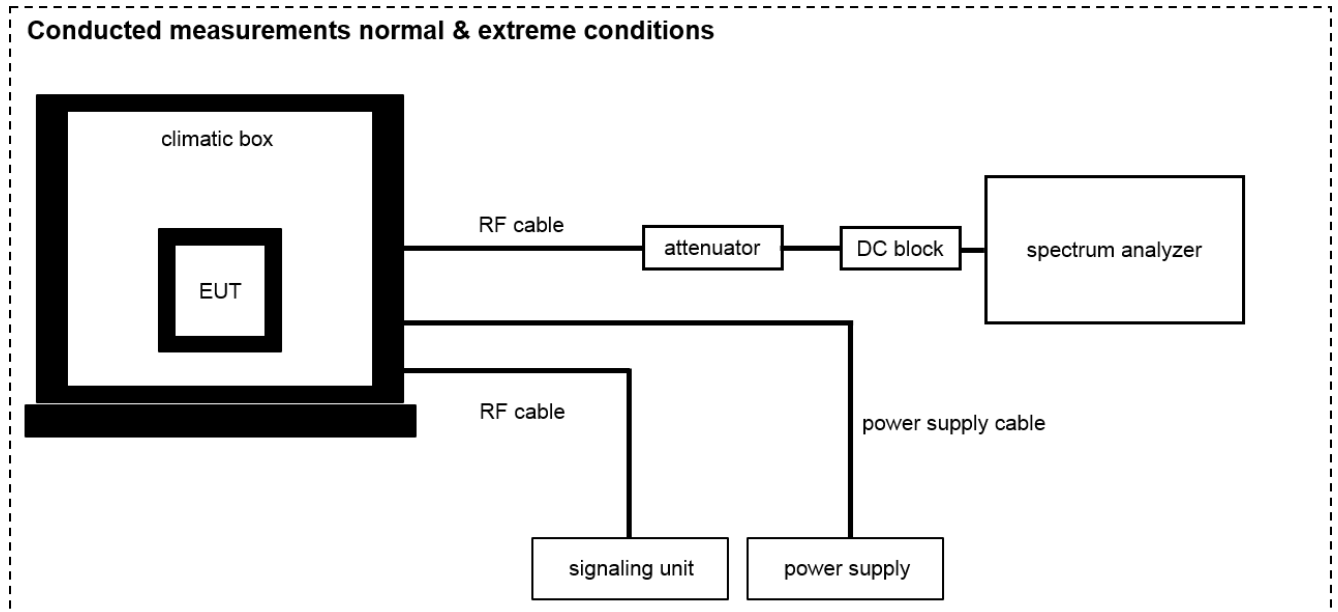 Conducted measurements normal & extreme conditions
climatic box
RF cable
attenuator
DC block
spectrum analyzer
EUT
RF cable
power supply cable
signaling unit
power supply